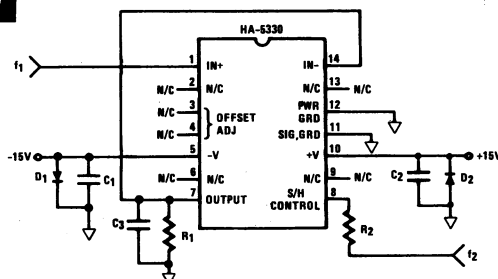 HA-5330
f1
1 IN+
IN- 14
N/C 2 N/C
N/C 13 N/C
N/C 3
OFFSET
ADJ
N/C 4
PWR 12
GRD
SIG,GRD 11
-15V
5 -V
+V 10
+15V
D1
C1
N/C 6 N/C
N/C 9 N/C
C2
D2
7 OUTPUT
S/H 8
CONTROL
C3
R1
R2
f2